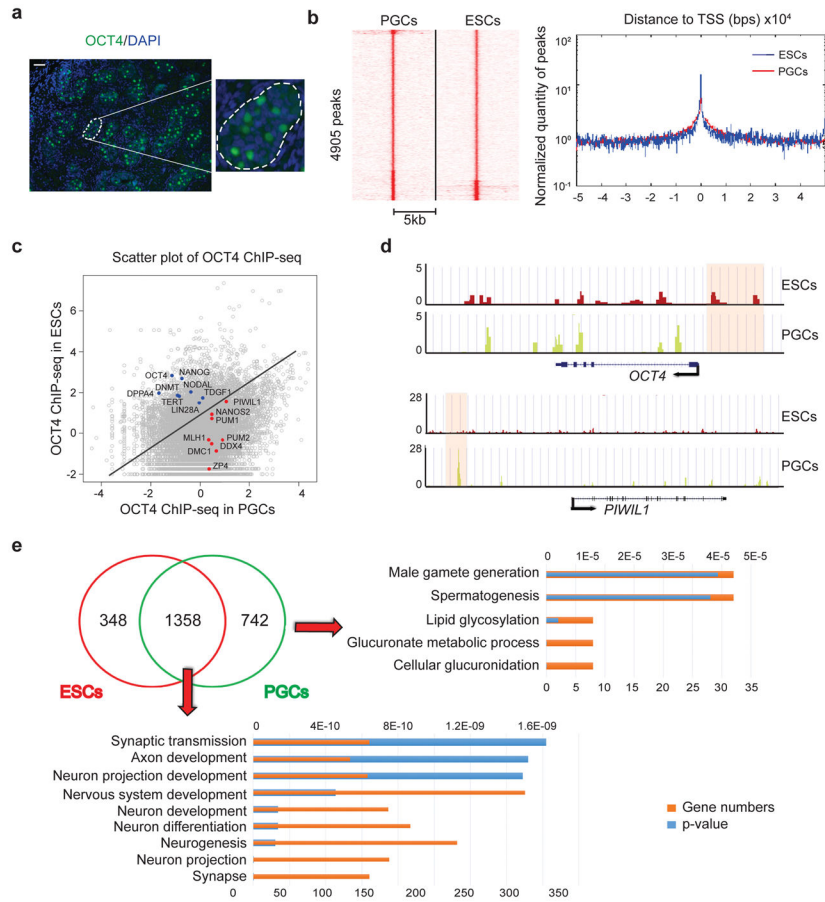 a
OCT4/DAPI
b
PGCs ESCs
4905 peaks
5kb
Distance to TSS (bps) x10⁴
Normalized quantity of peaks
10²
10¹
10⁰
10⁻¹
ESCs
PGCs
-5 -4 -3 -2 -1 0 1 2 3 4 5
c
Scatter plot of OCT4 ChIP-seq
OCT4 ChIP-seq in ESCs
8
6
4
2
0
-2
OCT4
NANOG
DNMT
NODAL
DPPA4
TDGF1
TERT
LIN28A
PIWIL1
NANOS2
PUM1
MLH1
PUM2
DDX4
DMC1
ZP4
-4 -2 0 2 4
OCT4 ChIP-seq in PGCs
d
5
0
ESCs
5
0
PGCs
OCT4
28
0
ESCs
28
0
PGCs
PIWIL1
e
348 1358 742
ESCs PGCs
0 1E-5 2E-5 3E-5 4E-5 5E-5
Male gamete generation
Spermatogenesis
Lipid glycosylation
Glucuronate metabolic process
Cellular glucuronidation
0 5 10 15 20 25 30 35
0 4E-10 8E-10 1.2E-09 1.6E-09
Synaptic transmission
Axon development
Neuron projection development
Nervous system development
Neuron development
Neuron differentiation
Neurogenesis
Neuron projection
Synapse
0 50 100 150 200 250 300 350
Gene numbers
p-value